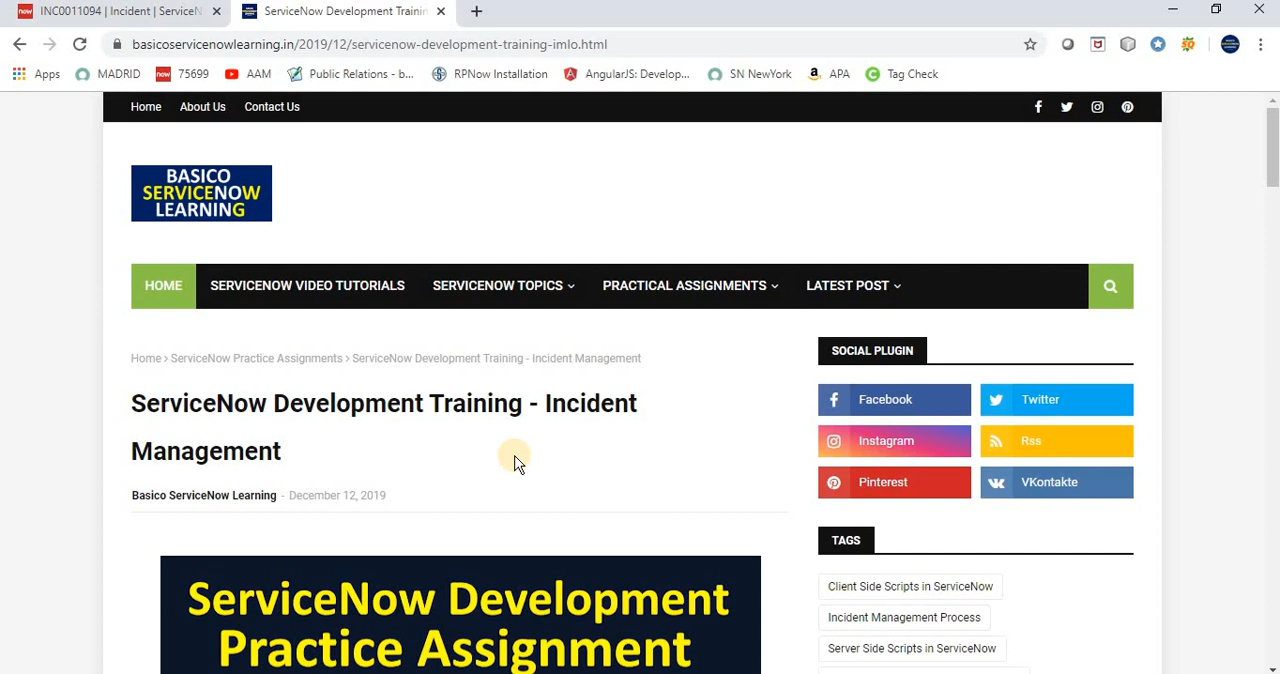 INC0011094 | Incident | ServiceN
ServiceNow Development Trainin
basicoservicenowlearning.in/2019/12/servicenow-development-training-imlo.html
Apps MADRID now 75699 AAM Public Relations - b... RPNow Installation AngularJS: Develop... SN NewYork APA Tag Check
Home About Us Contact Us
BASICO
SERVICENOW
LEARNING
HOME SERVICENOW VIDEO TUTORIALS SERVICENOW TOPICS PRACTICAL ASSIGNMENTS LATEST POST
Home › ServiceNow Practice Assignments › ServiceNow Development Training - Incident Management
ServiceNow Development Training - Incident
Management
Basico ServiceNow Learning - December 12, 2019
ServiceNow Development
Practice Assignment
SOCIAL PLUGIN
Facebook Twitter
Instagram Rss
Pinterest VKontakte
TAGS
Client Side Scripts in ServiceNow
Incident Management Process
Server Side Scripts in ServiceNow